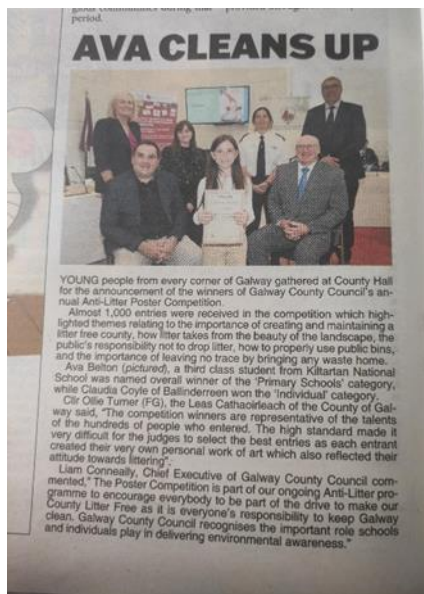 period.
AVA CLEANS UP
YOUNG people from every corner of Galway gathered at County Hall
for the announcement of the winners of Galway County Council's an-
nual Anti-Litter Poster Competition.
Almost 1,000 entries were received in the competition which high-
lighted themes relating to the importance of creating and maintaining a
litter free county, how litter takes from the beauty of the landscape, the
public's responsibility not to drop litter, how to properly use public bins,
and the importance of leaving no trace by bringing any waste home.
Ava Belton (pictured), a third class student from Kiltartan National
School was named overall winner of the 'Primary Schools' category,
while Claudia Coyle of Ballinderreen won the 'Individual' category.
Cllr Ollie Turner (FG), the Leas Cathaoirleach of the County of Gal-
way said, "The competition winners are representative of the talents
of the hundreds of people who entered. The high standard made it
very difficult for the judges to select the best entries as each entrant
created their very own personal work of art which also reflected their
attitude towards littering".
Liam Conneally, Chief Executive of Galway County Council com-
mented," The Poster Competition is part of our ongoing Anti-Litter pro-
gramme to encourage everybody to be part of the drive to make our
County Litter Free as it is everyone's responsibility to keep Galway
clean. Galway County Council recognises the important role schools
and individuals play in delivering environmental awareness."